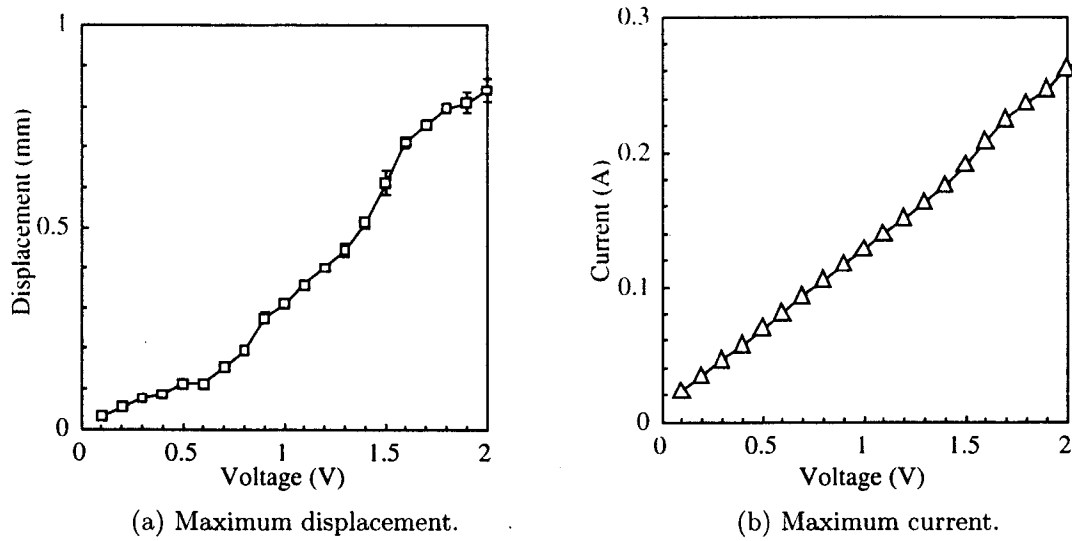 1
0.5
0
Displacement (mm)
0 0.5 1 1.5 2
Voltage (V)
(a) Maximum displacement.
0.3
0.2
0.1
0
Current (A)
0 0.5 1 1.5 2
Voltage (V)
(b) Maximum current.